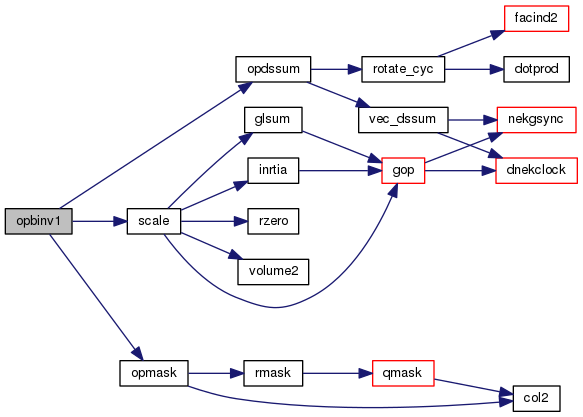 facind2
opdssum
rotate_cyc
dotprod
glsum
vec_dssum
nekgsync
inrtia
gop
dnekclock
opbinv1
scale
rzero
volume2
opmask
rmask
qmask
col2